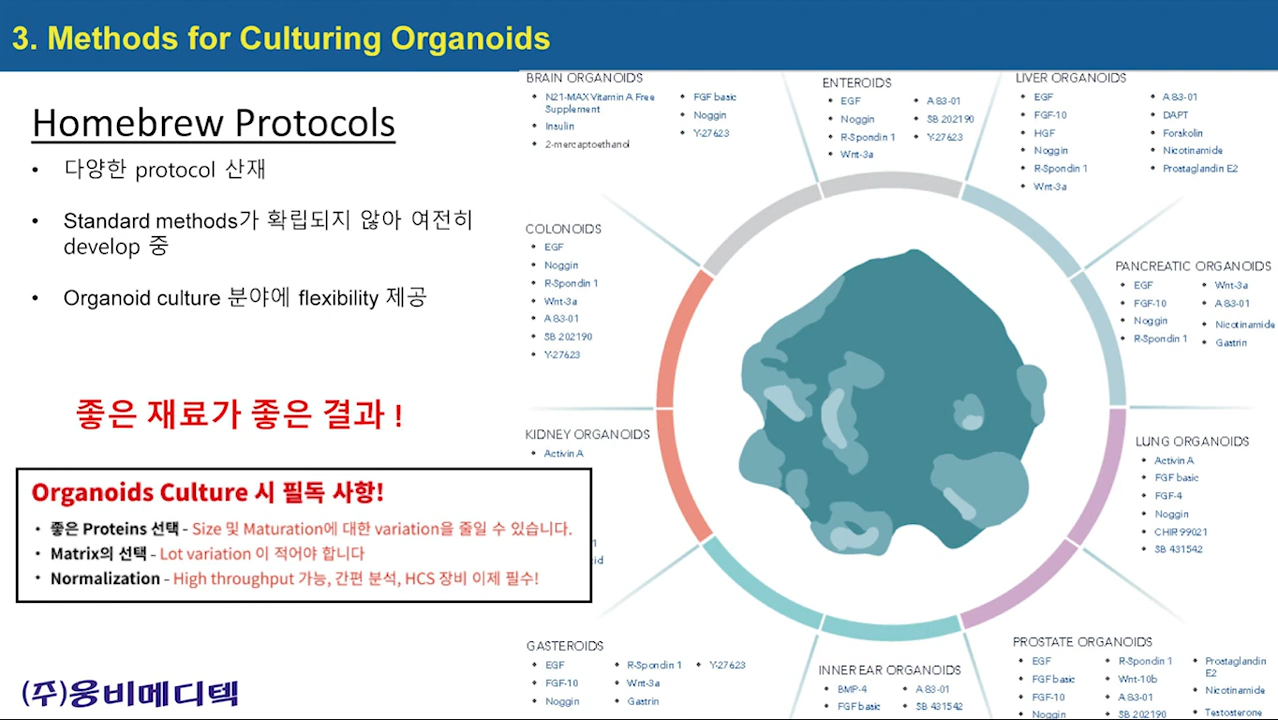 3. Methods for Culturing Organoids
Homebrew Protocols
• 다양한 protocol 산재
• Standard methods가 확립되지 않아 여전히
develop 중
• Organoid culture 분야에 flexibility 제공
좋은 재료가 좋은 결과 !
Organoids Culture 시 필독 사항!
• 좋은 Proteins 선택 - Size 및 Maturation에 대한 variation을 줄일 수 있습니다.
• Matrix의 선택 - Lot variation 이 적어야 합니다
• Normalization - High throughput 가능, 간편 분석, HCS 장비 이제 필수!
(주)웅비메디텍
BRAIN ORGANOIDS
N21-MAX Vitamin A Free
Supplement
Insulin
2-mercaptoethanol
FGF basic
Noggin
Y-27623
ENTEROIDS
EGF
Noggin
R-Spondin 1
Wnt-3a
A 83-01
SB 202190
Y-27623
LIVER ORGANOIDS
EGF
FGF-10
HGF
Noggin
R-Spondin 1
Wnt-3a
A 83-01
DAPT
Forskolin
Nicotinamide
Prostaglandin E2
COLONOIDS
EGF
Noggin
R-Spondin 1
Wnt-3a
A 83-01
SB 202190
Y-27623
PANCREATIC ORGANOIDS
EGF
FGF-10
Noggin
R-Spondin 1
Wnt-3a
A 83-01
Nicotinamide
Gastrin
KIDNEY ORGANOIDS
Activin A
1
id
LUNG ORGANOIDS
Activin A
FGF basic
FGF-4
Noggin
CHIR 99021
SB 431542
GASTEROIDS
EGF
FGF-10
Noggin
R-Spondin 1
Wnt-3a
Gastrin
Y-27623
INNER EAR ORGANOIDS
BMP-4
FGF basic
A 83-01
SB 431542
PROSTATE ORGANOIDS
EGF
FGF basic
FGF-10
Noggin
R-Spondin 1
Wnt-10b
A 83-01
SB 202190
Prostaglandin
E2
Nicotinamide
Testosterone